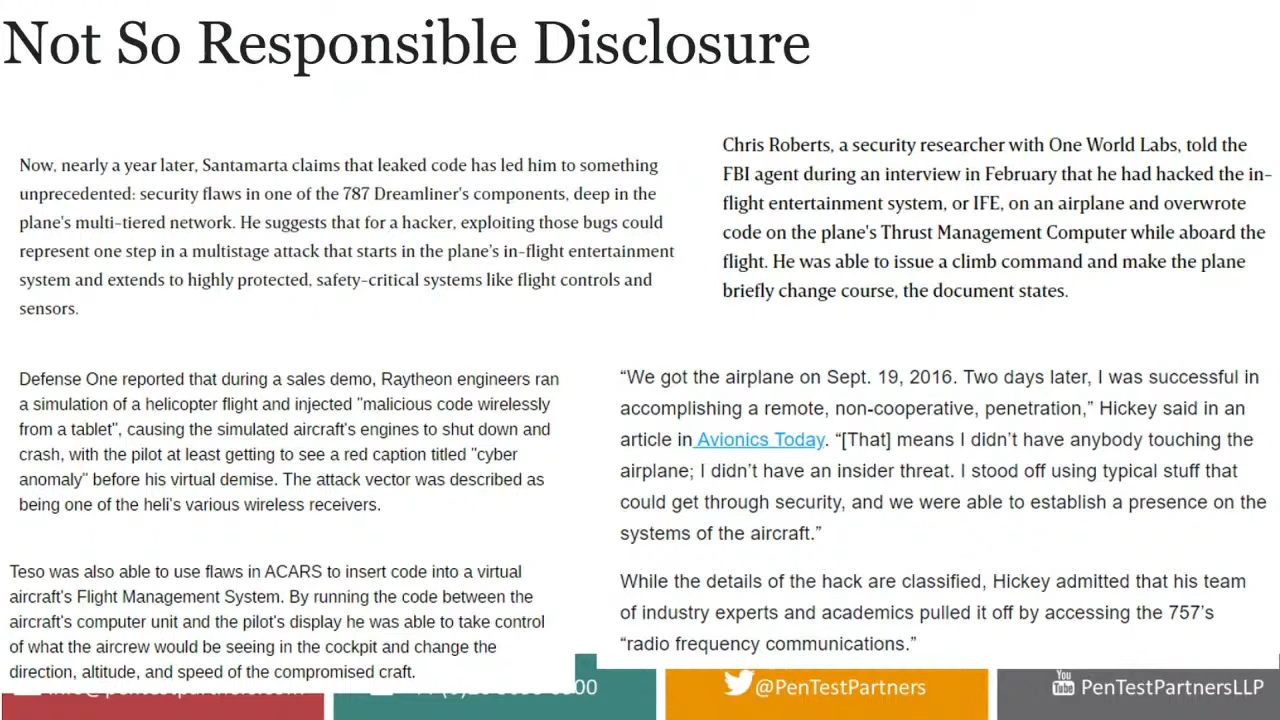 Not So Responsible Disclosure
Now, nearly a year later, Santamarta claims that leaked code has led him to something
unprecedented: security flaws in one of the 787 Dreamliner's components, deep in the
plane's multi-tiered network. He suggests that for a hacker, exploiting those bugs could
represent one step in a multistage attack that starts in the plane's in-flight entertainment
system and extends to highly protected, safety-critical systems like flight controls and
sensors.
Chris Roberts, a security researcher with One World Labs, told the
FBI agent during an interview in February that he had hacked the in-
flight entertainment system, or IFE, on an airplane and overwrote
code on the plane's Thrust Management Computer while aboard the
flight. He was able to issue a climb command and make the plane
briefly change course, the document states.
Defense One reported that during a sales demo, Raytheon engineers ran
a simulation of a helicopter flight and injected "malicious code wirelessly
from a tablet", causing the simulated aircraft's engines to shut down and
crash, with the pilot at least getting to see a red caption titled "cyber
anomaly" before his virtual demise. The attack vector was described as
being one of the heli's various wireless receivers.
“We got the airplane on Sept. 19, 2016. Two days later, I was successful in
accomplishing a remote, non-cooperative, penetration,” Hickey said in an
article in Avionics Today. “[That] means I didn’t have anybody touching the
airplane; I didn’t have an insider threat. I stood off using typical stuff that
could get through security, and we were able to establish a presence on the
systems of the aircraft.”
While the details of the hack are classified, Hickey admitted that his team
of industry experts and academics pulled it off by accessing the 757’s
“radio frequency communications.”
Teso was also able to use flaws in ACARS to insert code into a virtual
aircraft's Flight Management System. By running the code between the
aircraft's computer unit and the pilot's display he was able to take control
of what the aircrew would be seeing in the cockpit and change the
direction, altitude, and speed of the compromised craft.
@PenTestPartners
You Tube PenTestPartnersLLP